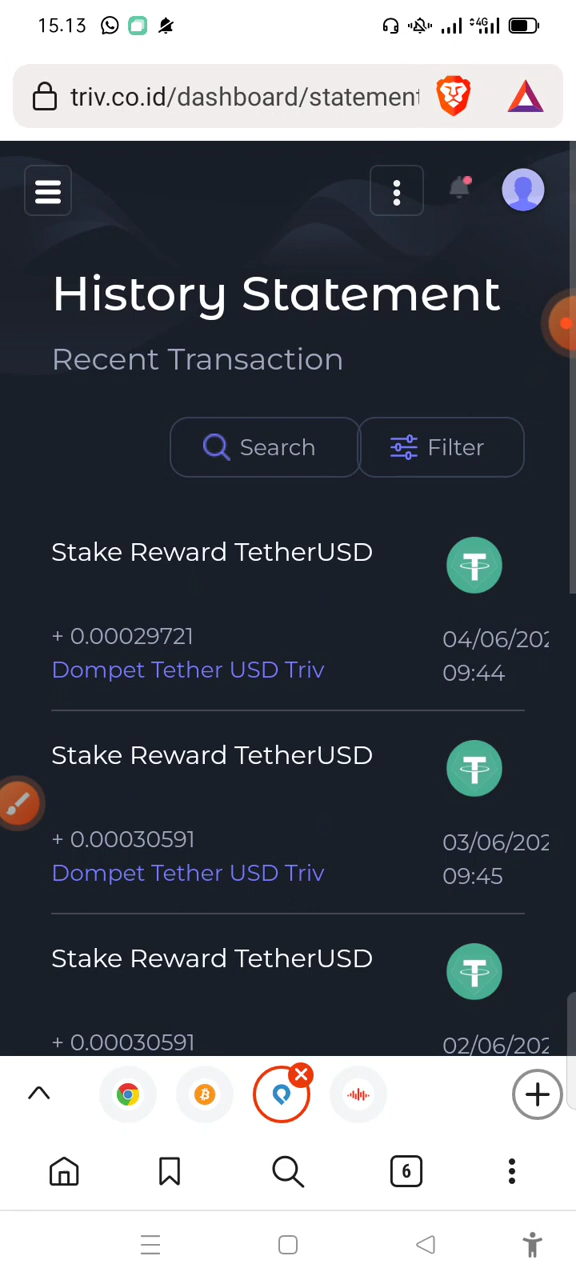 15.13
4G
triv.co.id/dashboard/statement
History Statement
Recent Transaction
Search
Filter
Stake Reward TetherUSD
+ 0.00029721
04/06/202
Dompet Tether USD Triv
09:44
Stake Reward TetherUSD
+ 0.00030591
03/06/202
Dompet Tether USD Triv
09:45
Stake Reward TetherUSD
+ 0.00030591
02/06/202
6